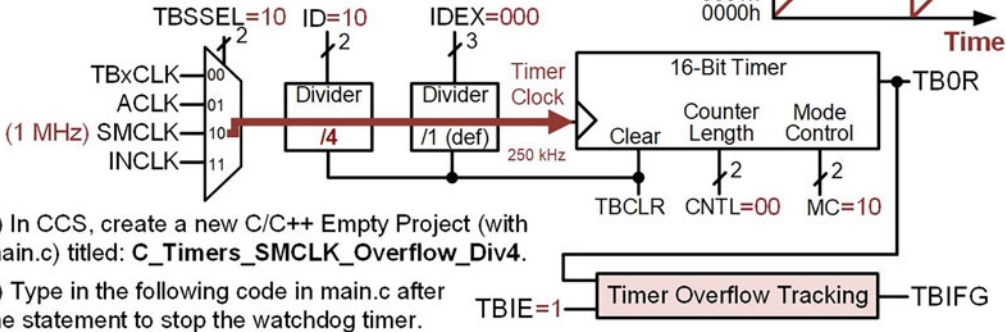 TBSSEL=10 ID=10 IDEX=000
0000h
Time
2 2 3
TBxCLK 00
ACLK 01
(1 MHz) SMCLK 10
INCLK 11
Divider
/4
Divider
/1 (def)
Timer
Clock
250 kHz
16-Bit Timer
TB0R
Clear
Counter
Length
Mode
Control
2 2
TBCLR CNTL=00 MC=10
) In CCS, create a new C/C++ Empty Project (with
main.c) titled: C_Timers_SMCLK_Overflow_Div4.
) Type in the following code in main.c after
e statement to stop the watchdog timer.
TBIE=1
Timer Overflow Tracking
TBIFG